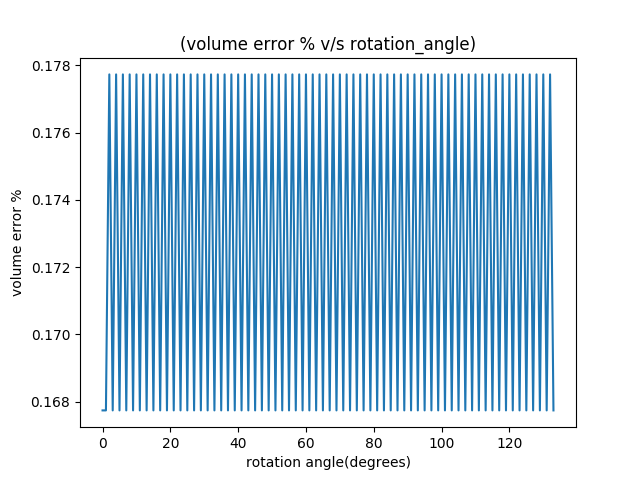 (volume error % v/s rotation_angle)
0.178
0.176
0.174
0.172
0.170
0.168
volume error %
0 20 40 60 80 100 120
rotation angle(degrees)